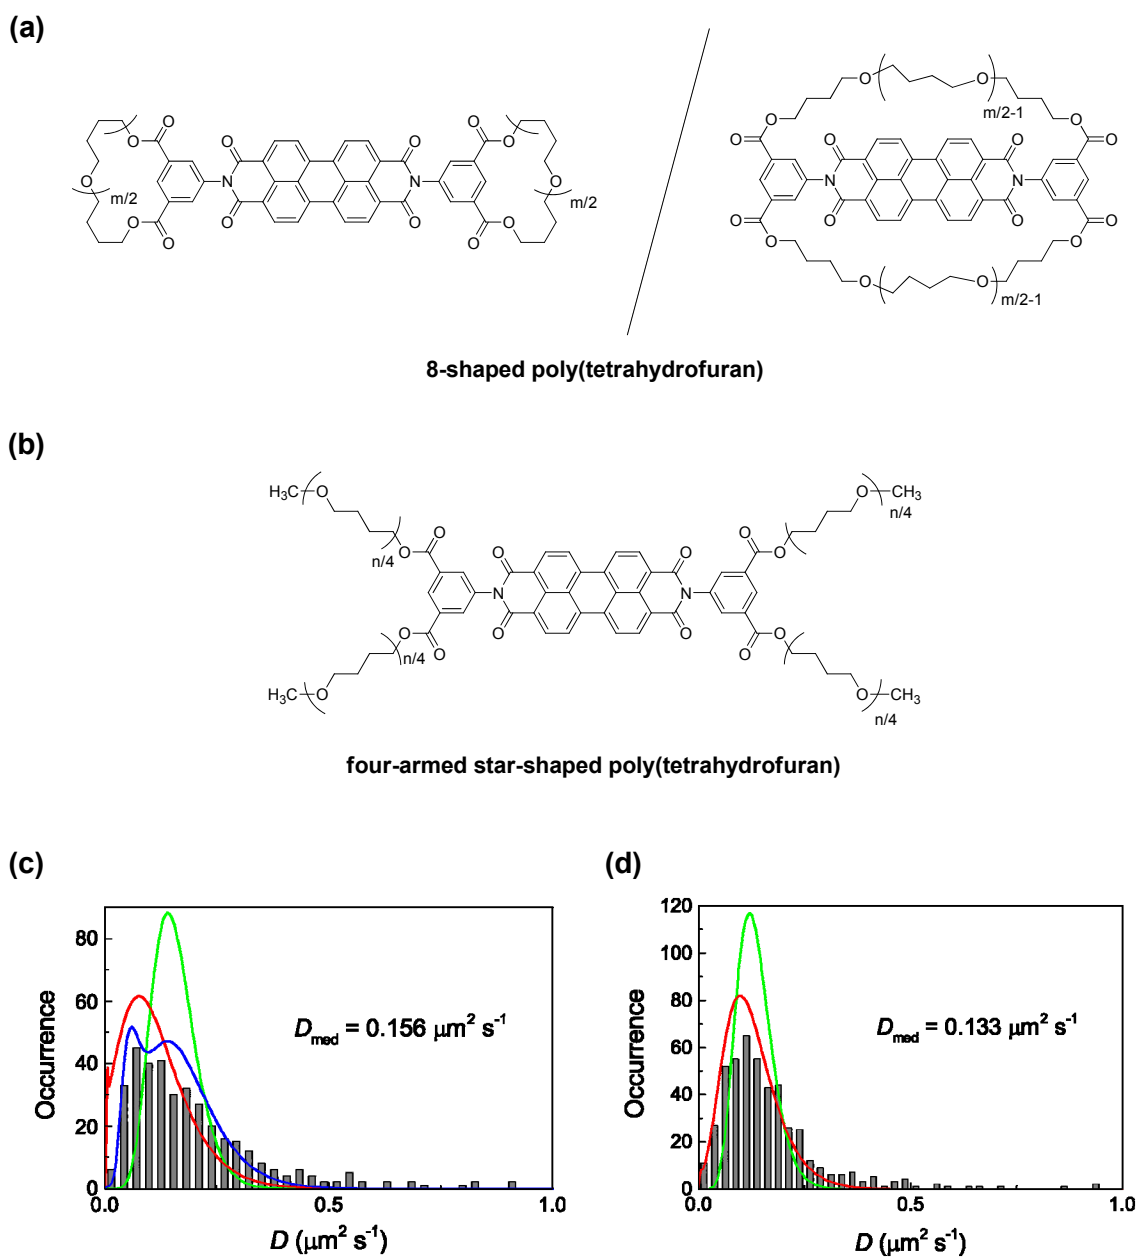 (a)
O O O O O O O O
N N
m/2 m/2
O O O O O O
O O O O
N N
m/2-1
O O O O O O
m/2-1
8-shaped poly(tetrahydrofuran)
(b)
H3C O O CH3
n/4 n/4
O O O O
N N
O O O O
n/4 n/4
H3C O O CH3
four-armed star-shaped poly(tetrahydrofuran)
(c)
80
60
40
20
0
Occurrence
Dmed = 0.156 μm² s⁻¹
0.0 0.5 1.0
D (μm² s⁻¹)
(d)
120
100
80
60
40
20
0
Occurrence
Dmed = 0.133 μm² s⁻¹
0.0 0.5 1.0
D (μm² s⁻¹)